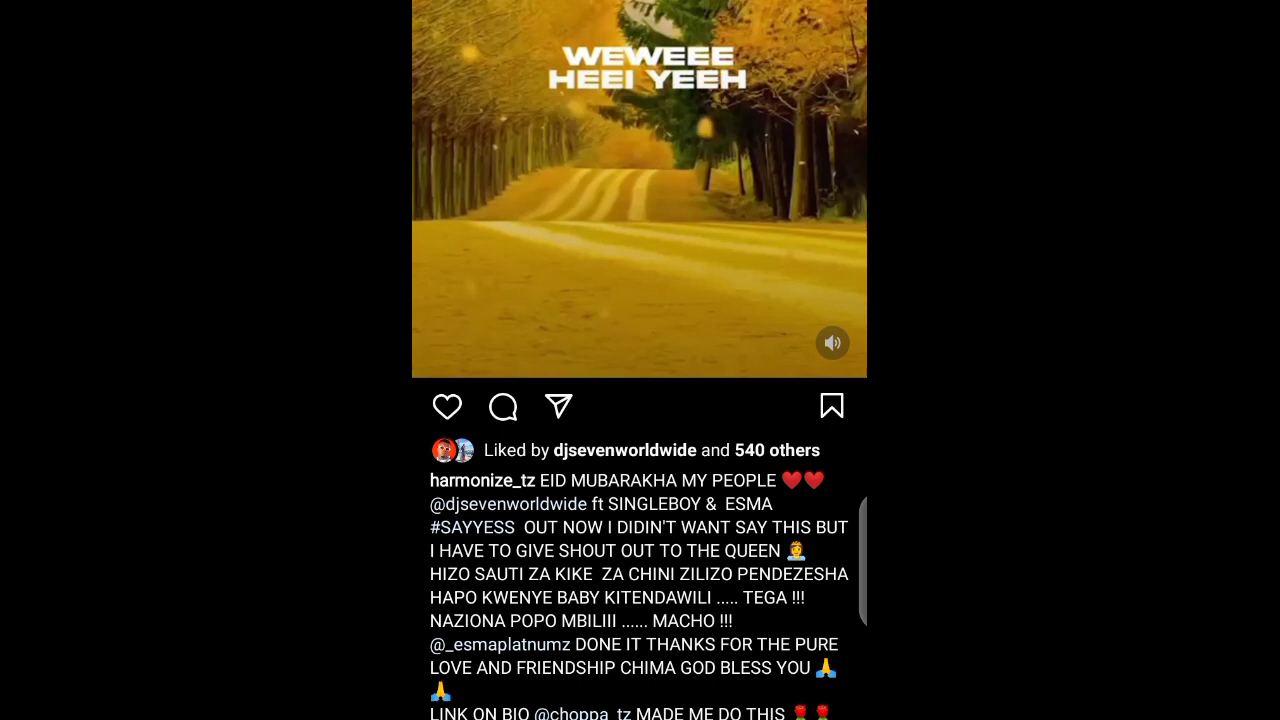 WEWEEE
HEEI YEEH
Liked by djsevenworldwide and 540 others
harmonize_tz EID MUBARAKHA MY PEOPLE ❤️❤️
@djsevenworldwide ft SINGLEBOY & ESMA
#SAYYESS OUT NOW I DIDIN'T WANT SAY THIS BUT
I HAVE TO GIVE SHOUT OUT TO THE QUEEN 👸
HIZO SAUTI ZA KIKE ZA CHINI ZILIZO PENDEZESHA
HAPO KWENYE BABY KITENDAWILI ..... TEGA !!!
NAZIONA POPO MBILIII ...... MACHO !!!
@_esmaplatnumz DONE IT THANKS FOR THE PURE
LOVE AND FRIENDSHIP CHIMA GOD BLESS YOU 🙏
🙏
LINK ON BIO @choppa_tz MADE ME DO THIS 🌹🌹